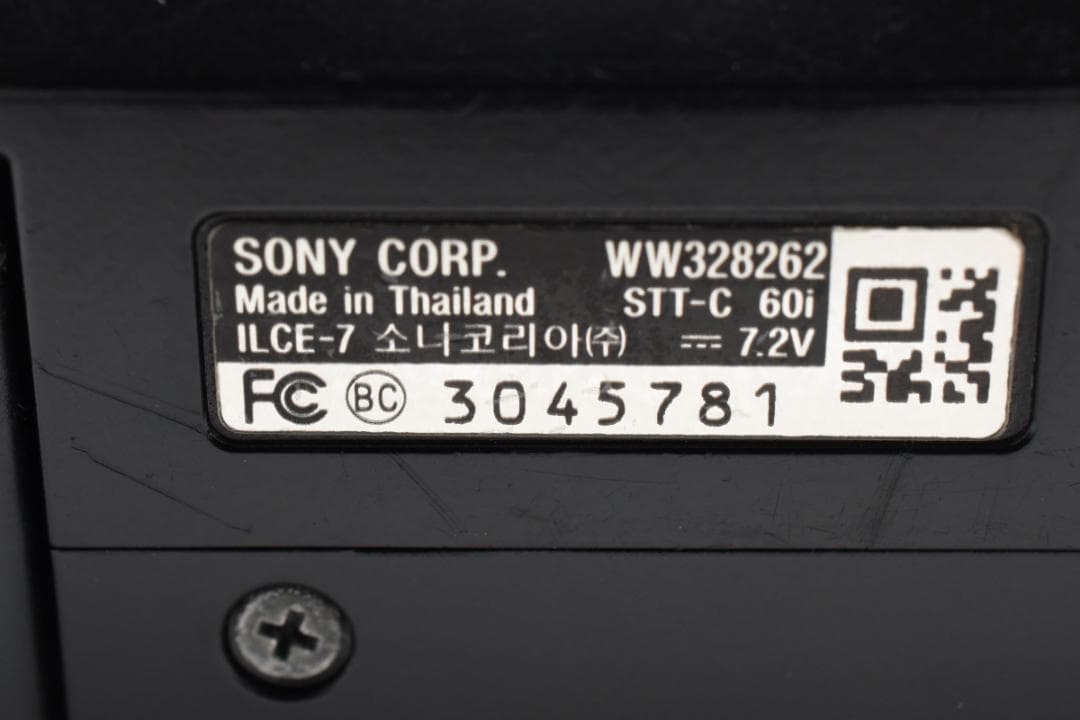 SONY CORP. WW328262
Made in Thailand STT-C 60i
ILCE-7 소니코리아(주) ⎓ 7.2V
FC BC 3045781